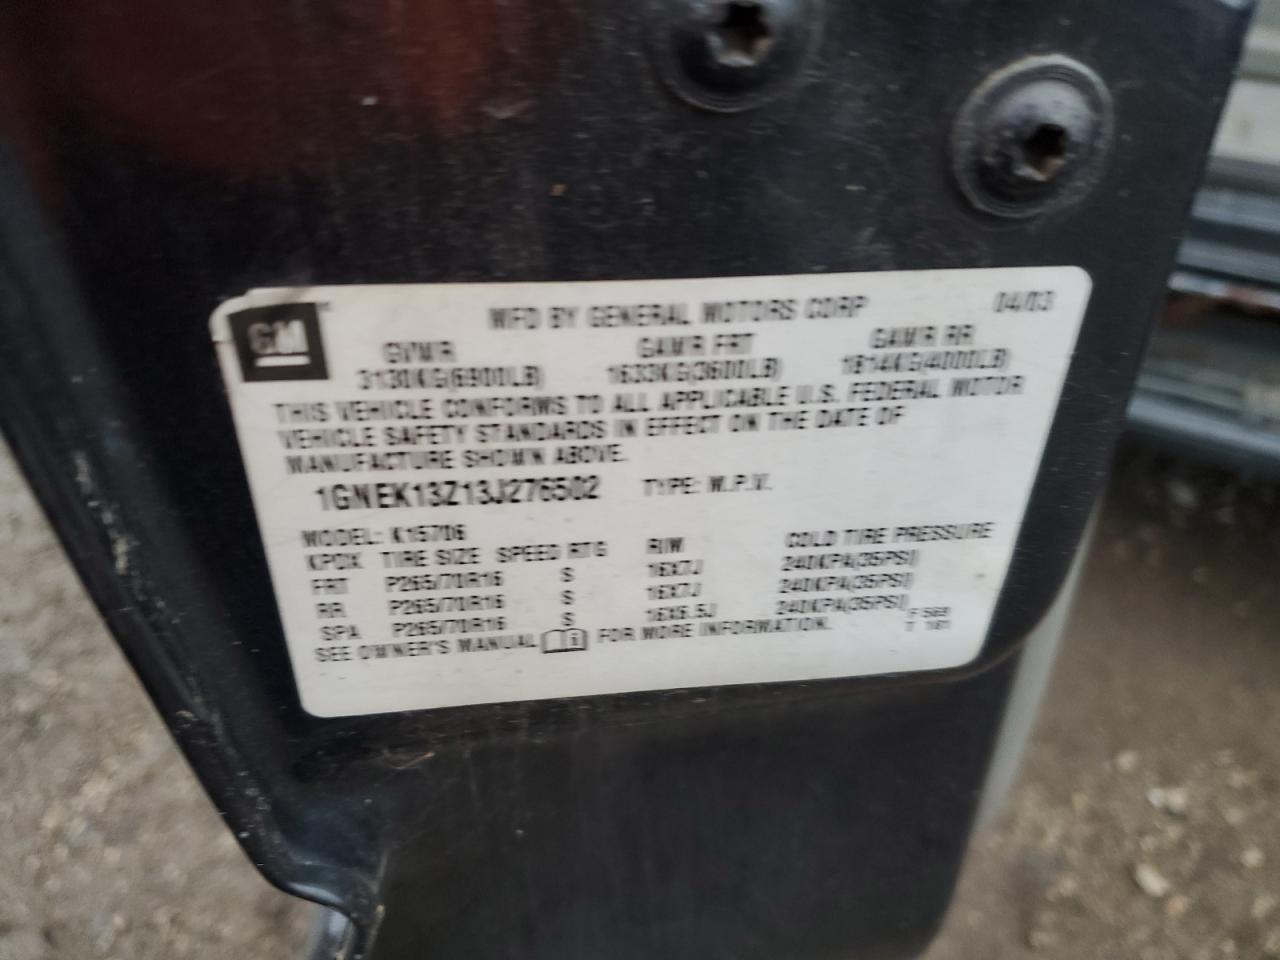 GM
MFD BY GENERAL MOTORS CORP 04/03
GVWR GAWR FRT GAWR RR
3130KG(6900LB) 1633KG(3600LB) 1814KG(4000LB)
THIS VEHICLE CONFORMS TO ALL APPLICABLE U.S. FEDERAL MOTOR
VEHICLE SAFETY STANDARDS IN EFFECT ON THE DATE OF
MANUFACTURE SHOWN ABOVE.
1GNEK13Z13J276502 TYPE: M.P.V.
MODEL: K15706
TIRE SIZE SPEED RTG RIM COLD TIRE PRESSURE
FRT P265/70R16 S 16X7J 240KPA(35PSI)
RR P265/70R16 S 16X7J 240KPA(35PSI)
SPA P265/70R16 S 16X6.5J 240KPA(35PSI)
SEE OWNER'S MANUAL FOR MORE INFORMATION.